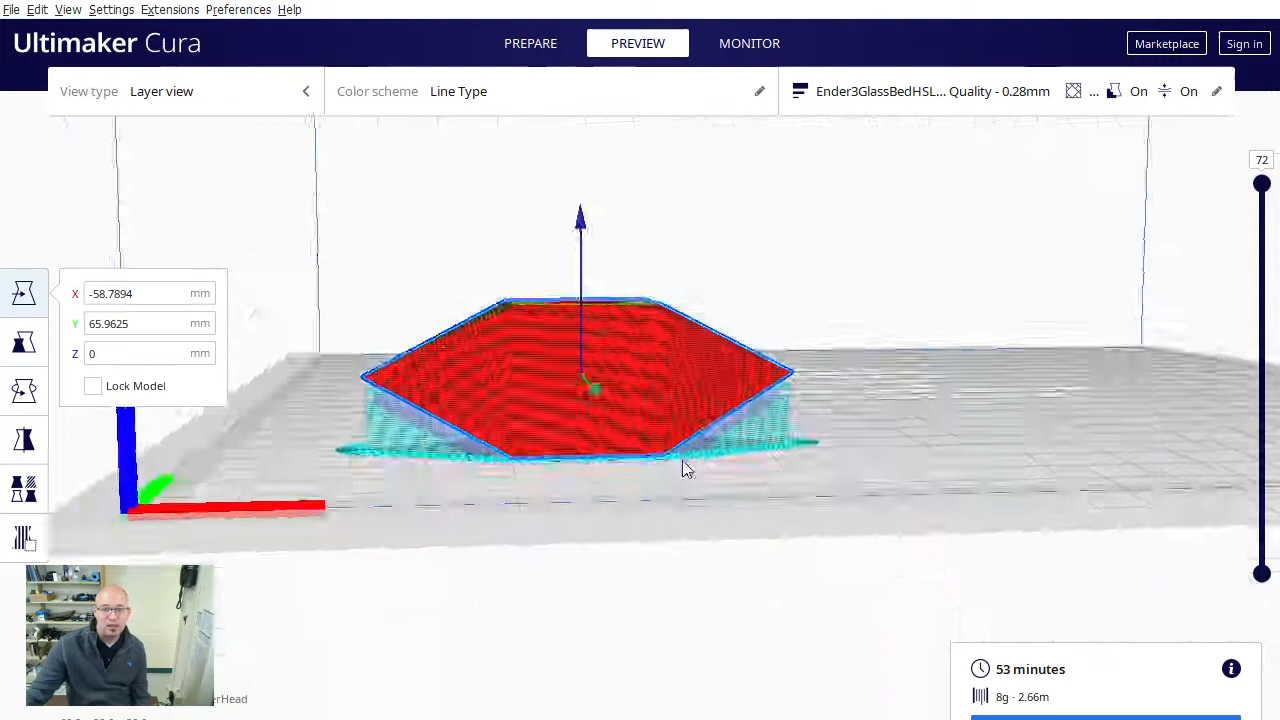 File Edit View Settings Extensions Preferences Help
Ultimaker Cura
PREPARE PREVIEW MONITOR
Marketplace Sign in
View type Layer view
Color scheme Line Type
Ender3GlassBedHSL... Quality - 0.28mm ... On On
72
X -58.7894 mm
Y 65.9625 mm
Z 0 mm
Lock Model
53 minutes
8g · 2.66m
erHead